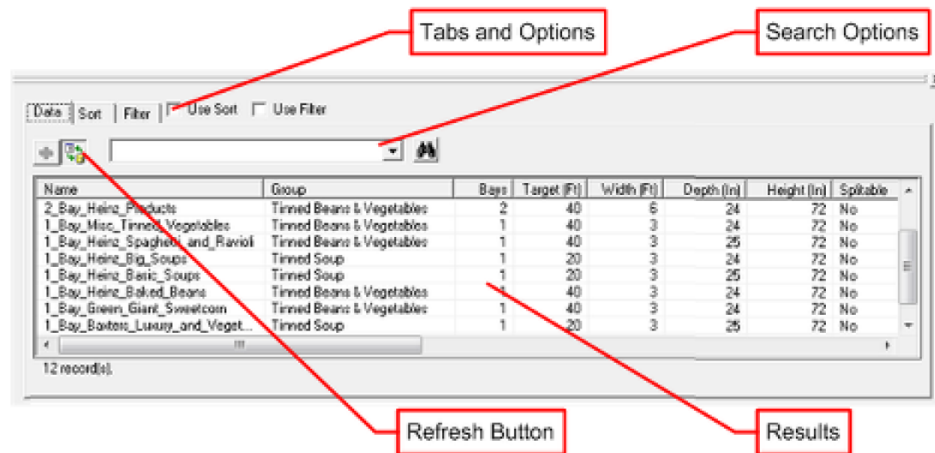 Tabs and Options
Search Options
Data Sort Filter Use Sort Use Filter
Name Group Bays Target (Ft) Width (Ft) Depth (In) Height (In) Splitable
2_Bay_Heinz_Products Tinned Beans & Vegetables 2 40 6 24 72 No
1_Bay_Misc_Tinned_Vegetables Tinned Beans & Vegetables 1 40 3 24 72 No
1_Bay_Heinz_Spaghetti_and_Ravioli Tinned Beans & Vegetables 1 40 3 25 72 No
1_Bay_Heinz_Big_Soups Tinned Soup 1 20 3 24 72 No
1_Bay_Heinz_Basic_Soups Tinned Soup 1 20 3 25 72 No
1_Bay_Heinz_Baked_Beans Tinned Beans & Vegetables 1 40 3 24 72 No
1_Bay_Green_Giant_Sweetcorn Tinned Beans & Vegetables 1 40 3 24 72 No
1_Bay_Baxters_Luxury_and_Veget... Tinned Soup 1 20 3 25 72 No
12 record(s).
Refresh Button
Results